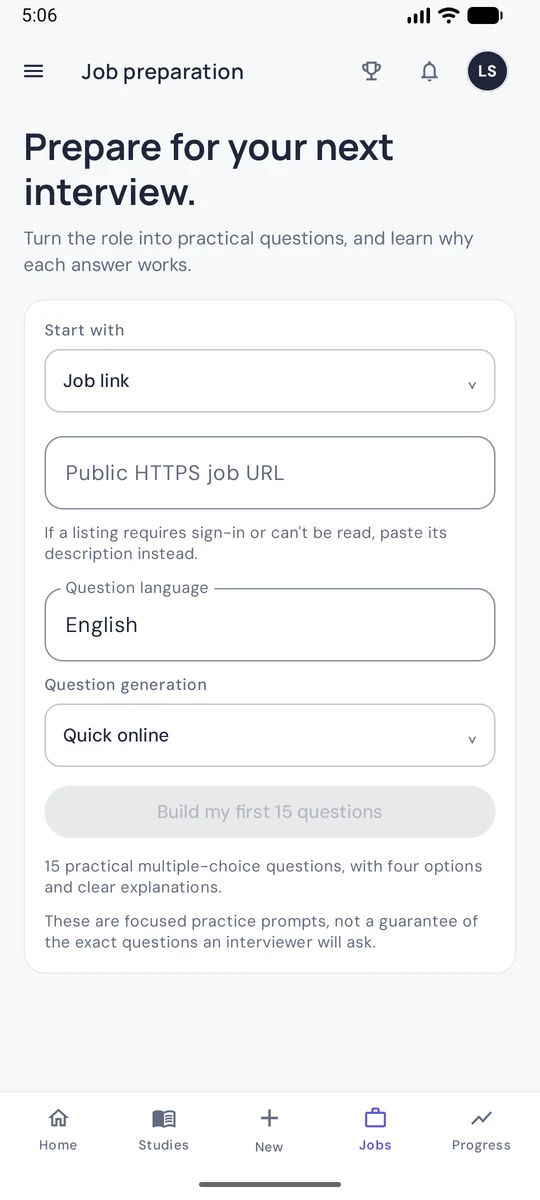 5:06
Job preparation
LS
Prepare for your next
interview.
Turn the role into practical questions, and learn why
each answer works.
Start with
Job link
Public HTTPS job URL
If a listing requires sign-in or can't be read, paste its
description instead.
Question language
English
Question generation
Quick online
Build my first 15 questions
15 practical multiple-choice questions, with four options
and clear explanations.
These are focused practice prompts, not a guarantee of
the exact questions an interviewer will ask.
Home
Studies
New
Jobs
Progress